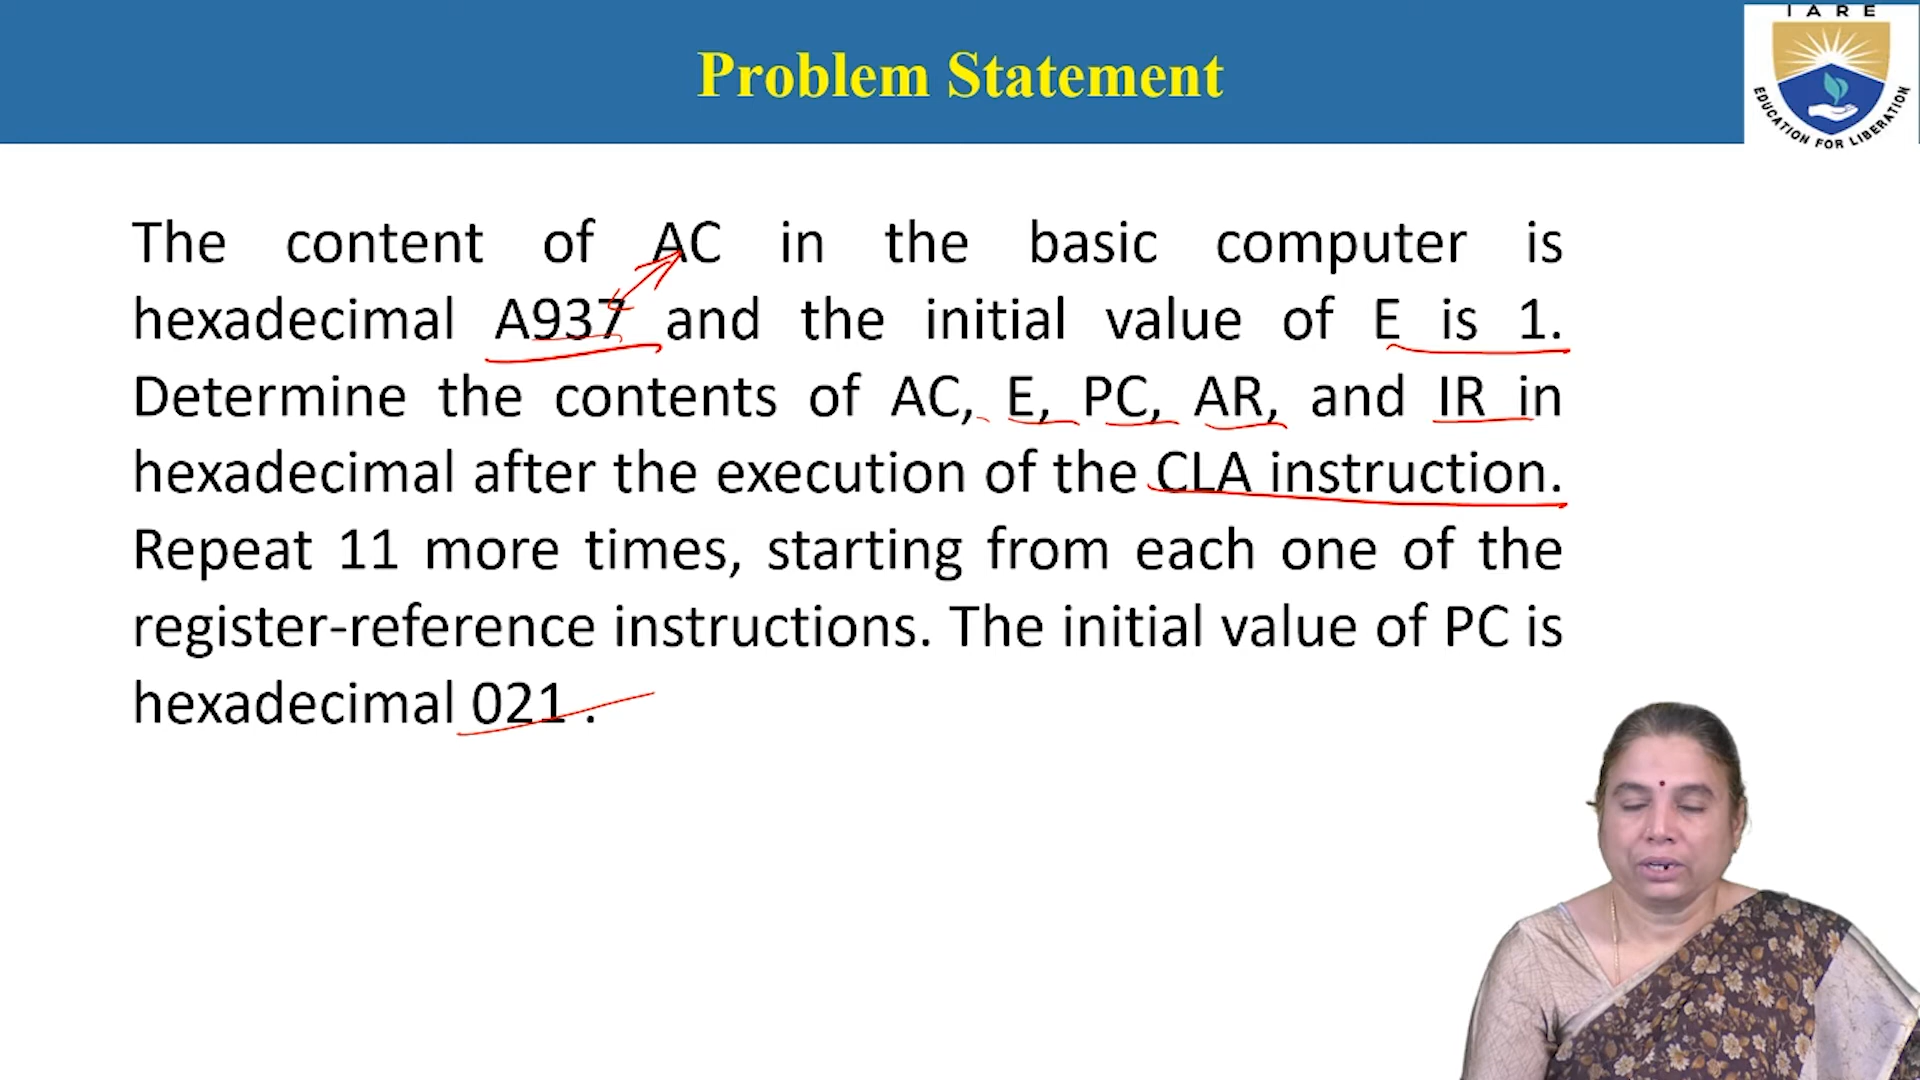 Problem Statement
IARE
EDUCATION FOR LIBERATION
The content of AC in the basic computer is
hexadecimal A937 and the initial value of E is 1.
Determine the contents of AC, E, PC, AR, and IR in
hexadecimal after the execution of the CLA instruction.
Repeat 11 more times, starting from each one of the
register-reference instructions. The initial value of PC is
hexadecimal 021 .